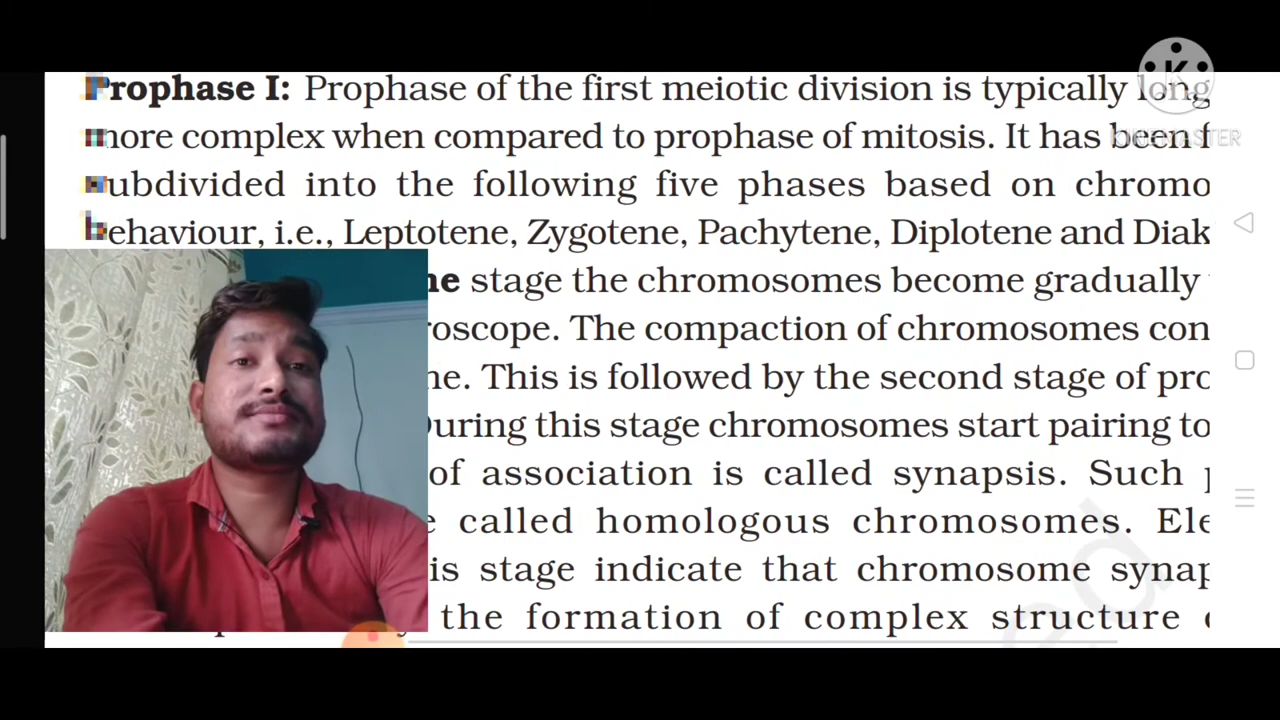 Prophase I: Prophase of the first meiotic division is typically long
more complex when compared to prophase of mitosis. It has been f
subdivided into the following five phases based on chromo
behaviour, i.e., Leptotene, Zygotene, Pachytene, Diplotene and Diak
ne stage the chromosomes become gradually
roscope. The compaction of chromosomes con
ne. This is followed by the second stage of pro
During this stage chromosomes start pairing to
of association is called synapsis. Such
e called homologous chromosomes. Ele
is stage indicate that chromosome synap
the formation of complex structure
K
KINEMASTER